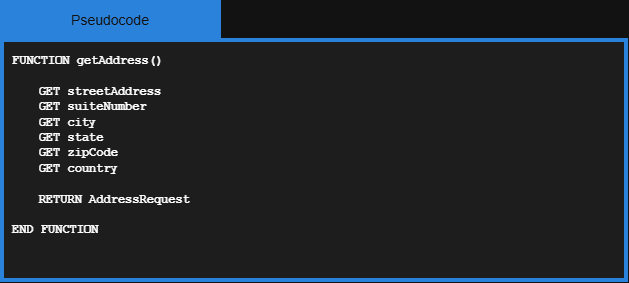 Pseudocode
FUNCTION getAddress()
GET streetAddress
GET suiteNumber
GET city
GET state
GET zipCode
GET country
RETURN AddressRequest
END FUNCTION